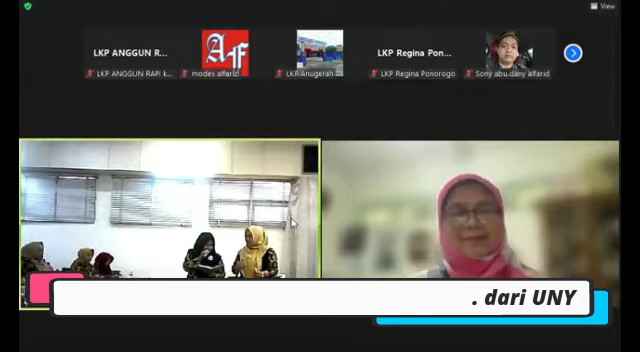 View
LKP ANGGUN R...
LKP Regina Pon...
LKP ANGGUN RAPI k...
modes alfarizi
LKP Anugerah
LKP Regina Ponorogo
Sony abu dany alfarid
. dari UNY